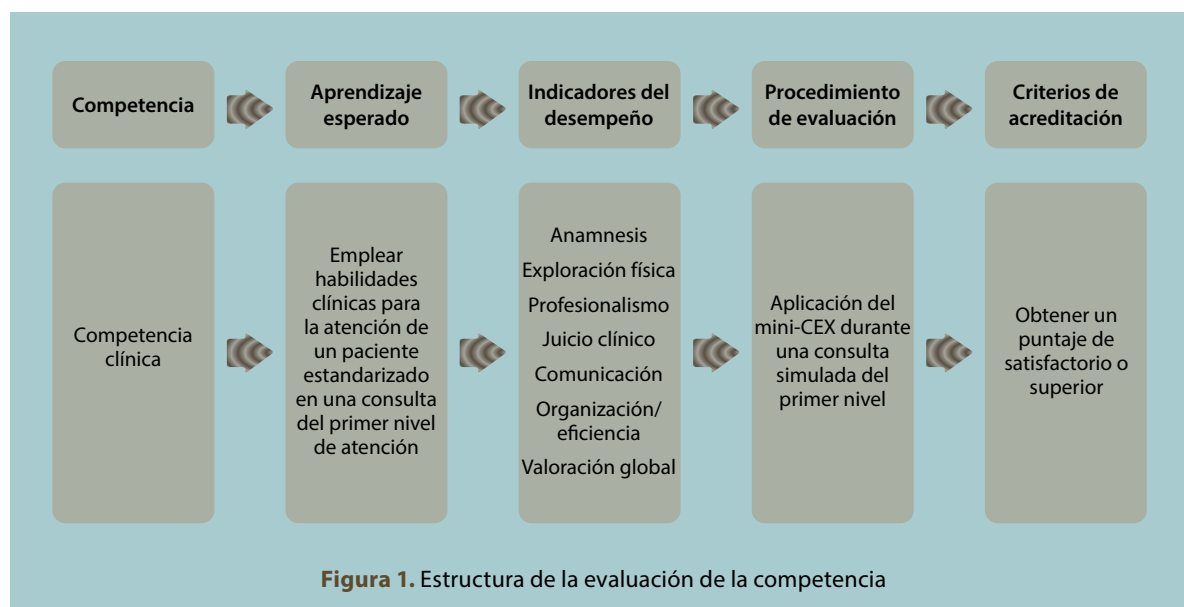 Competencia
Aprendizaje
esperado
Indicadores del
desempeño
Procedimiento
de evaluación
Criterios de
acreditación
Competencia
clínica
Emplear
habilidades
clínicas para
la atención de
un paciente
estandarizado
en una consulta
del primer nivel
de atención
Anamnesis
Exploración física
Profesionalismo
Juicio clínico
Comunicación
Organización/
eficiencia
Valoración global
Aplicación del
mini-CEX durante
una consulta
simulada del
primer nivel
Obtener un
puntaje de
satisfactorio o
superior
Figura 1. Estructura de la evaluación de la competencia